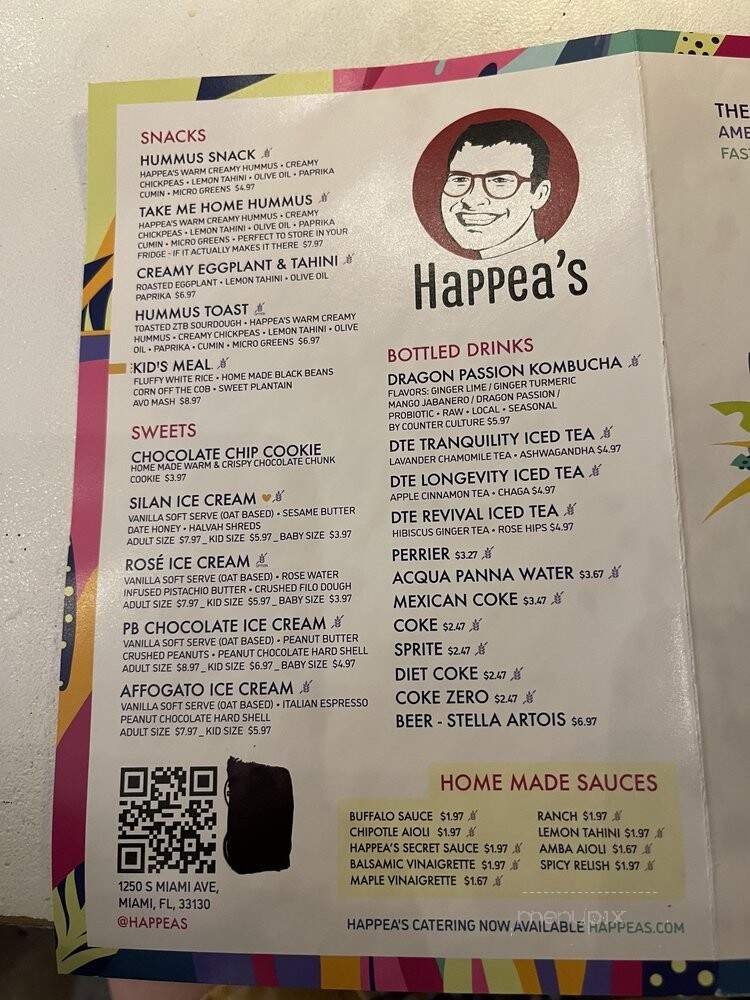 SNACKS
HUMMUS SNACK
HAPPEA'S WARM CREAMY HUMMUS • CREAMY
CHICKPEAS • LEMON TAHINI • OLIVE OIL • PAPRIKA
CUMIN • MICRO GREENS $4.97
TAKE ME HOME HUMMUS
HAPPEA'S WARM CREAMY HUMMUS • CREAMY
CHICKPEAS • LEMON TAHINI • OLIVE OIL • PAPRIKA
CUMIN • MICRO GREENS • PERFECT TO STORE IN YOUR
FRIDGE - IF IT ACTUALLY MAKES IT THERE $7.97
CREAMY EGGPLANT & TAHINI
ROASTED EGGPLANT • LEMON TAHINI • OLIVE OIL
PAPRIKA $6.97
HUMMUS TOAST
TOASTED ZTB SOURDOUGH • HAPPEA'S WARM CREAMY
HUMMUS • CREAMY CHICKPEAS • LEMON TAHINI • OLIVE
OIL • PAPRIKA • CUMIN • MICRO GREENS $6.97
KID'S MEAL
FLUFFY WHITE RICE • HOME MADE BLACK BEANS
CORN OFF THE COB • SWEET PLANTAIN
AVO MASH $8.97
SWEETS
CHOCOLATE CHIP COOKIE
HOME MADE WARM & CRISPY CHOCOLATE CHUNK
COOKIE $3.97
SILAN ICE CREAM
VANILLA SOFT SERVE (OAT BASED) • SESAME BUTTER
DATE HONEY • HALVAH SHREDS
ADULT SIZE $7.97_ KID SIZE $5.97_ BABY SIZE $3.97
ROSÉ ICE CREAM
VANILLA SOFT SERVE (OAT BASED) • ROSE WATER
INFUSED PISTACHIO BUTTER • CRUSHED FILO DOUGH
ADULT SIZE $7.97_ KID SIZE $5.97_ BABY SIZE $3.97
PB CHOCOLATE ICE CREAM
VANILLA SOFT SERVE (OAT BASED) • PEANUT BUTTER
CRUSHED PEANUTS • PEANUT CHOCOLATE HARD SHELL
ADULT SIZE $8.97_ KID SIZE $6.97_ BABY SIZE $4.97
AFFOGATO ICE CREAM
VANILLA SOFT SERVE (OAT BASED) • ITALIAN ESPRESSO
PEANUT CHOCOLATE HARD SHELL
ADULT SIZE $7.97_ KID SIZE $5.97
1250 S MIAMI AVE,
MIAMI, FL, 33130
@HAPPEAS
Happea's
BOTTLED DRINKS
DRAGON PASSION KOMBUCHA
FLAVORS: GINGER LIME / GINGER TURMERIC
MANGO JABANERO / DRAGON PASSION /
PROBIOTIC • RAW • LOCAL • SEASONAL
BY COUNTER CULTURE $5.97
DTE TRANQUILITY ICED TEA
LAVANDER CHAMOMILE TEA • ASHWAGANDHA $4.97
DTE LONGEVITY ICED TEA
APPLE CINNAMON TEA • CHAGA $4.97
DTE REVIVAL ICED TEA
HIBISCUS GINGER TEA • ROSE HIPS $4.97
PERRIER $3.27
ACQUA PANNA WATER $3.67
MEXICAN COKE $3.47
COKE $2.47
SPRITE $2.47
DIET COKE $2.47
COKE ZERO $2.47
BEER - STELLA ARTOIS $6.97
HOME MADE SAUCES
BUFFALO SAUCE $1.97
CHIPOTLE AIOLI $1.97
HAPPEA'S SECRET SAUCE $1.97
BALSAMIC VINAIGRETTE $1.97
MAPLE VINAIGRETTE $1.67
RANCH $1.97
LEMON TAHINI $1.97
AMBA AIOLI $1.67
SPICY RELISH $1.97
menupix
HAPPEA'S CATERING NOW AVAILABLE HAPPEAS.COM
THE
AME
FAS